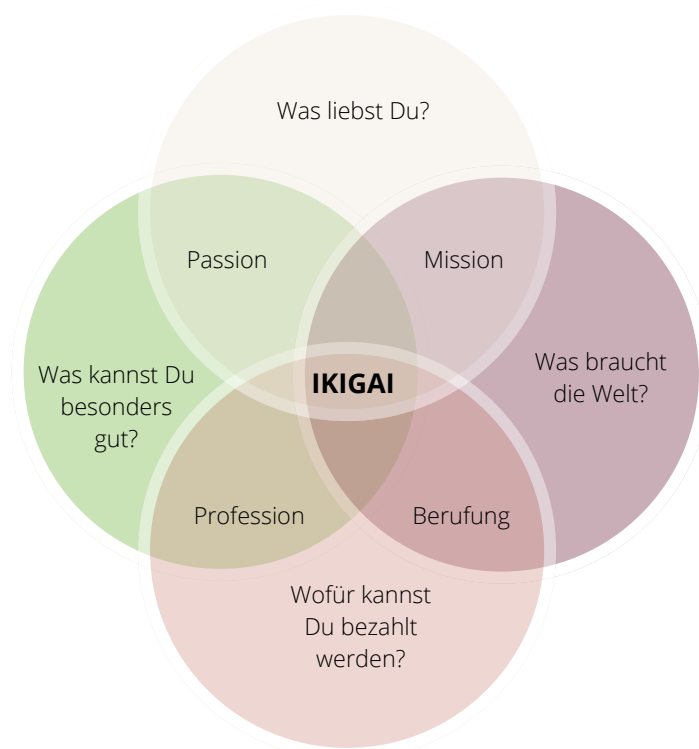 Was liebst Du?
Passion
Mission
Was kannst Du
besonders
gut?
IKIGAI
Was braucht
die Welt?
Profession
Berufung
Wofür kannst
Du bezahlt
werden?